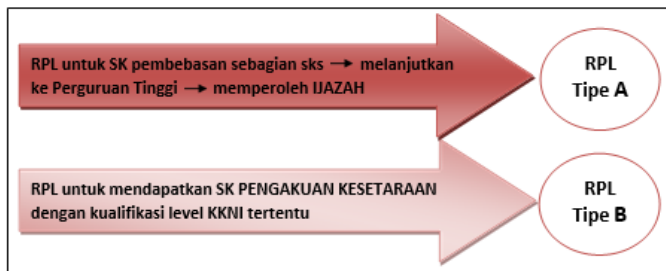 RPL untuk SK pembebasan sebagian sks → melanjutkan
ke Perguruan Tinggi → memperoleh IJAZAH
RPL
Tipe A
RPL untuk mendapatkan SK PENGAKUAN KESETARAAN
dengan kualifikasi level KKNI tertentu
RPL
Tipe B